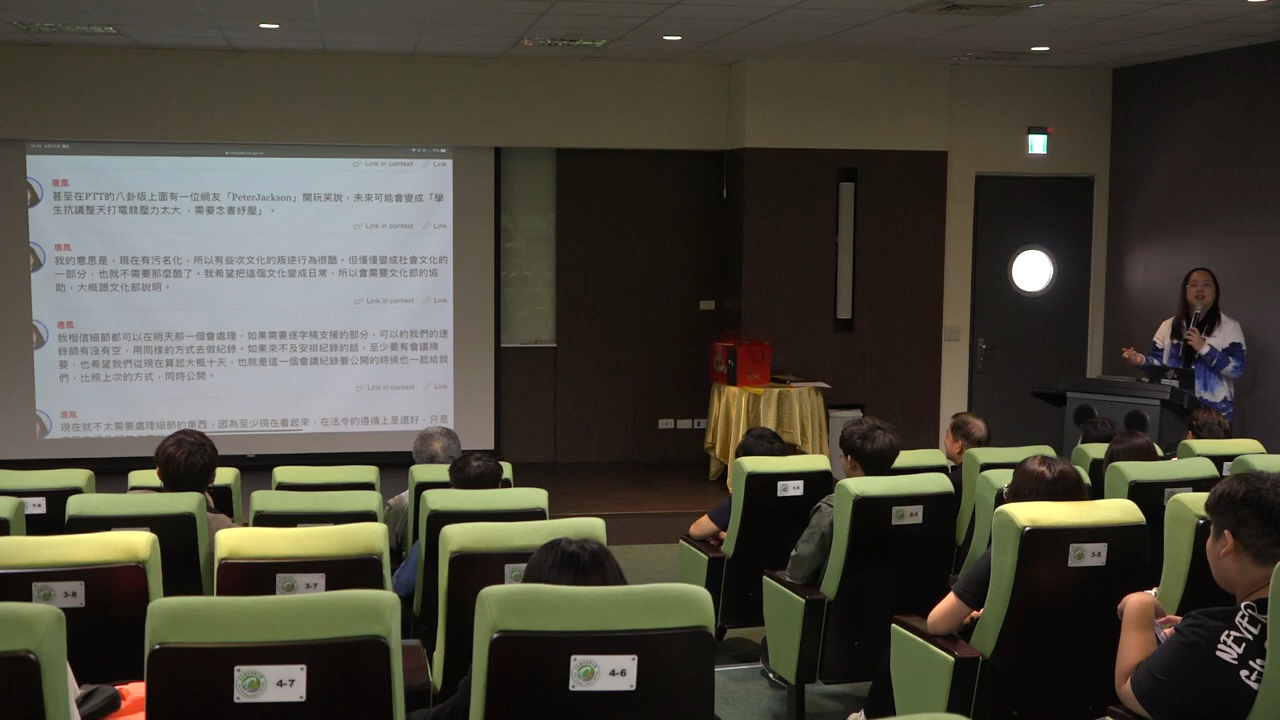 Link in context Link
唐鳳
甚至在PTT的八卦版上面有一位網友「PeterJackson」開玩笑說，未來可能會變成「學
生抗議整天打電競壓力太大，需要念書紓壓」。
Link in context Link
唐鳳
我的意思是，現在有污名化，所以有些次文化的叛逆行為很酷。但慢慢變成社會文化的
一部分，也就不需要那麼酷了。我希望把這個文化變成日常，所以會需要文化部的協
助，大概跟文化部說明。
Link in context Link
唐鳳
我相信細節都可以在明天那一個會處理，如果需要逐字稿支援的部分，可以約我們的速
錄師有沒有空，用同樣的方式去做紀錄。如果來不及安排紀錄的話，至少要有會議摘
要，也希望我們從現在算起大概十天，也就是這一個會議紀錄要公開的時候也一起給我
們，比照上次的方式，同時公開。
Link in context Link
唐鳳
現在就不太需要處理細節的東西，因為至少現在看起來，在法令的遵循上是還好，只是
1-9
3-8
3-7
4-7
4-6
2-5
3-5
NEVER